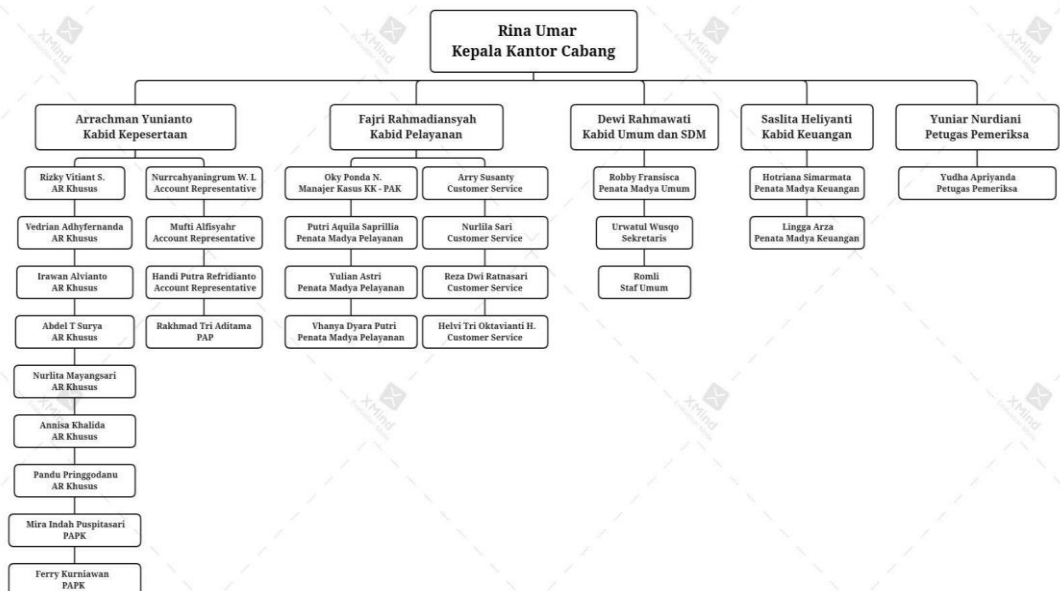 Rina Umar
Kepala Kantor Cabang
Arrachman Yunianto
Kabid Kepesertaan
Fajri Rahmadiansyah
Kabid Pelayanan
Dewi Rahmawati
Kabid Umum dan SDM
Saslita Heliyanti
Kabid Keuangan
Yuniar Nurdiani
Petugas Pemeriksa
Rizky Vitiant S.
AR Khusus
Vedrian Adhyfernanda
AR Khusus
Irawan Alvianto
AR Khusus
Abdel T Surya
AR Khusus
Nurlita Mayangsari
AR Khusus
Annisa Khalida
AR Khusus
Pandu Pringgodanu
AR Khusus
Mira Indah Puspitasari
PAPK
Ferry Kurniawan
PAPK
Nurrcahyaningrum W. L
Account Representative
Mufti Alfisyahr
Account Representative
Handi Putra Refridianto
Account Representative
Rakhmad Tri Aditama
PAP
Oky Ponda N.
Manajer Kasus KK - PAK
Putri Aquila Saprillia
Penata Madya Pelayanan
Yulian Astri
Penata Madya Pelayanan
Vhanya Dyara Putri
Penata Madya Pelayanan
Arry Susanty
Customer Service
Nurlila Sari
Customer Service
Reza Dwi Ratnasari
Customer Service
Helvi Tri Oktavianti H.
Customer Service
Robby Fransisca
Penata Madya Umum
Urwatul Wusqo
Sekretaris
Romli
Staf Umum
Hotriana Simarmata
Penata Madya Keuangan
Lingga Arza
Penata Madya Keuangan
Yudha Apriyanda
Petugas Pemeriksa
XMind
XMind
XMind
XMind
XMind
XMind